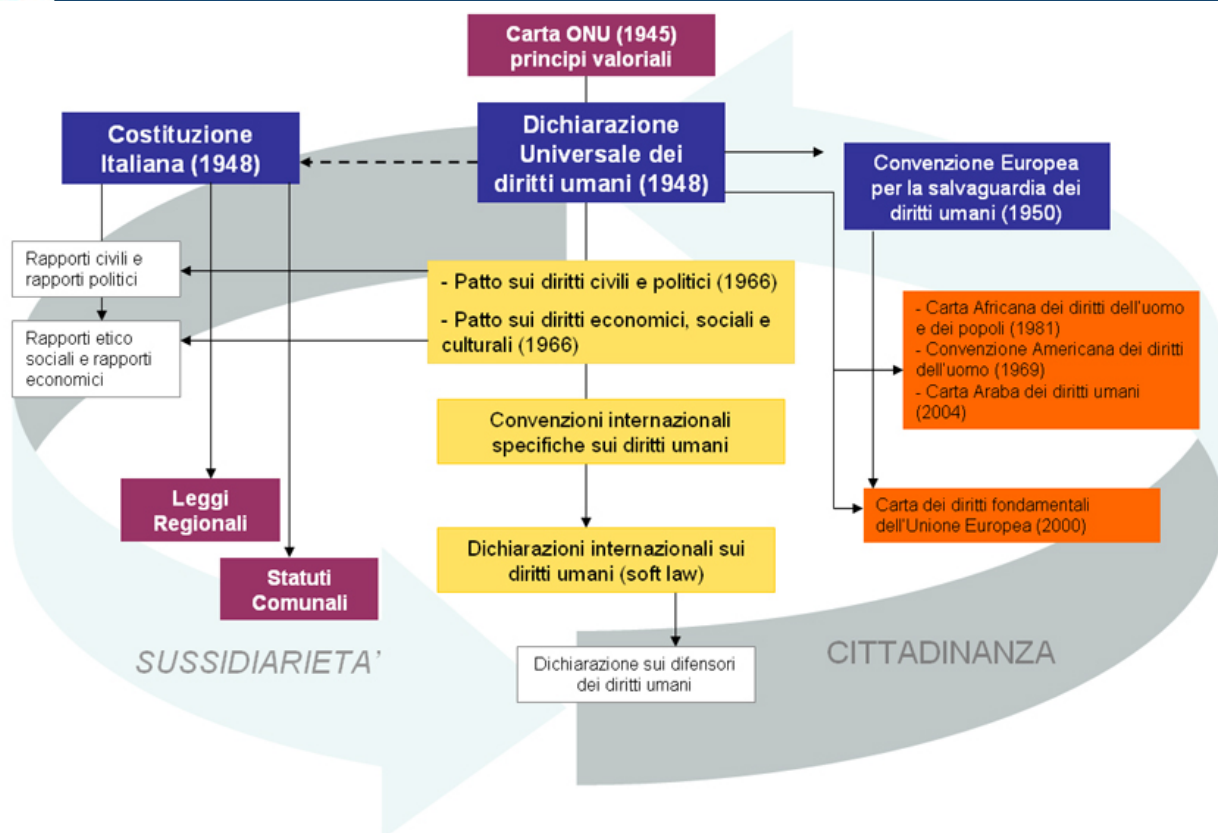 Carta ONU (1945)
principi valoriali
Costituzione
Italiana (1948)
Dichiarazione
Universale dei
diritti umani (1948)
Convenzione Europea
per la salvaguardia dei
diritti umani (1950)
Rapporti civili e
rapporti politici
Rapporti etico
sociali e rapporti
economici
- Patto sui diritti civili e politici (1966)
- Patto sui diritti economici, sociali e
culturali (1966)
- Carta Africana dei diritti dell'uomo
e dei popoli (1981)
- Convenzione Americana dei diritti
dell'uomo (1969)
- Carta Araba dei diritti umani
(2004)
Convenzioni internazionali
specifiche sui diritti umani
Leggi
Regionali
Carta dei diritti fondamentali
dell'Unione Europea (2000)
Dichiarazioni internazionali sui
diritti umani (soft law)
Statuti
Comunali
SUSSIDIARIETA'
Dichiarazione sui difensori
dei diritti umani
CITTADINANZA